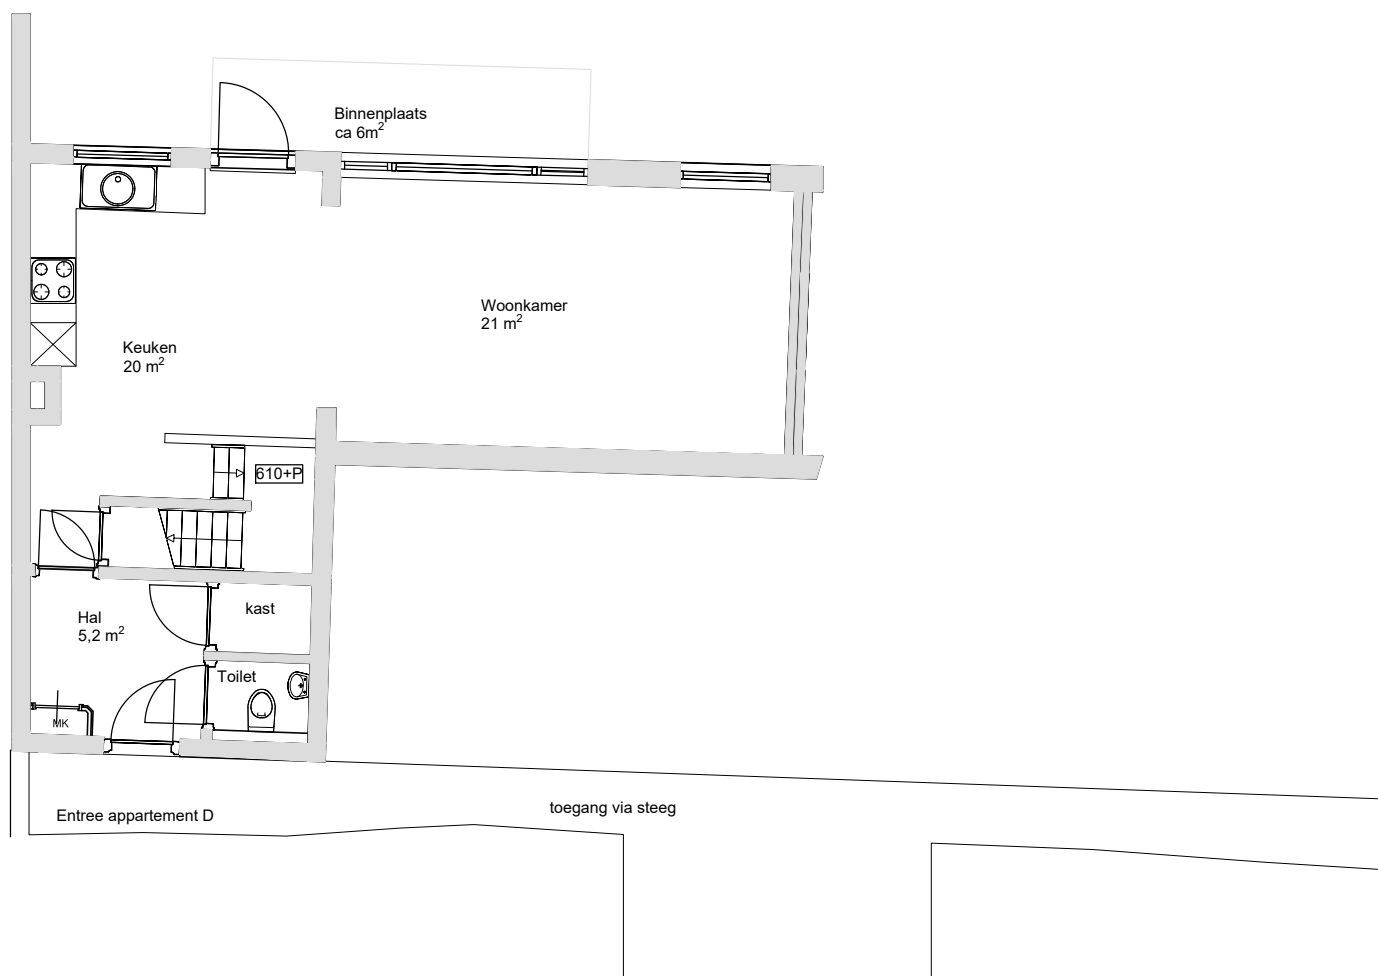 Binnenplaats
ca 6m²
Woonkamer
21 m²
Keuken
20 m²
610+P
kast
Hal
5,2 m²
Toilet
MK
toegang via steeg
Entree appartement D